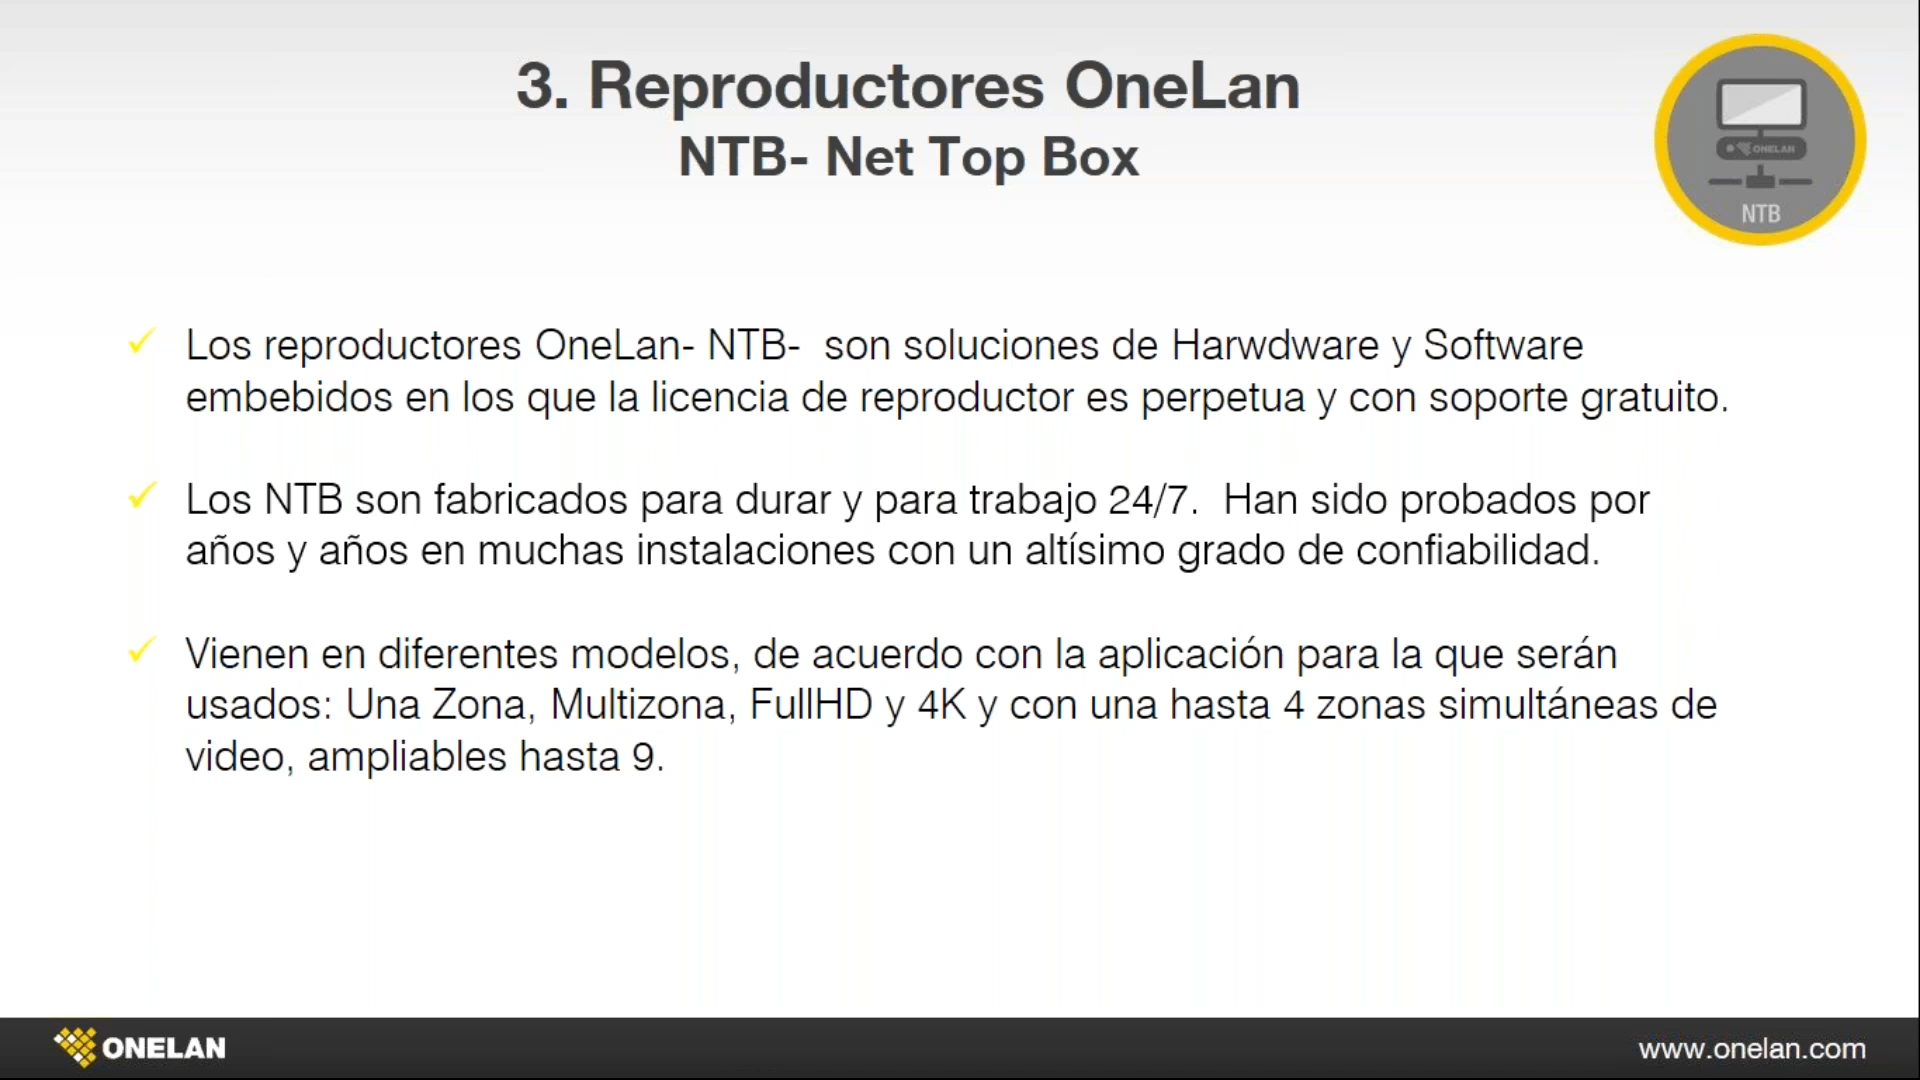 3. Reproductores OneLan
NTB- Net Top Box
ONELAN
NTB
Los reproductores OneLan- NTB-  son soluciones de Harwdware y Software
embebidos en los que la licencia de reproductor es perpetua y con soporte gratuito.
Los NTB son fabricados para durar y para trabajo 24/7.  Han sido probados por
años y años en muchas instalaciones con un altísimo grado de confiabilidad.
Vienen en diferentes modelos, de acuerdo con la aplicación para la que serán
usados: Una Zona, Multizona, FullHD y 4K y con una hasta 4 zonas simultáneas de
video, ampliables hasta 9.
ONELAN
www.onelan.com